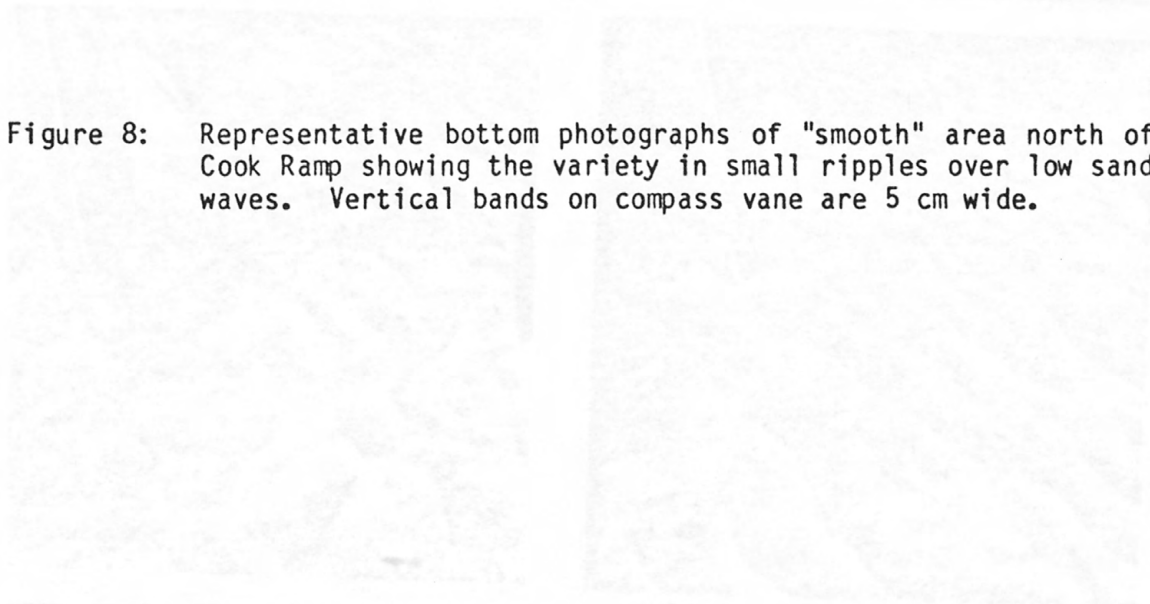 Figure 8: Representative bottom photographs of "smooth" area north of
Cook Ramp showing the variety in small ripples over low sand
waves. Vertical bands on compass vane are 5 cm wide.